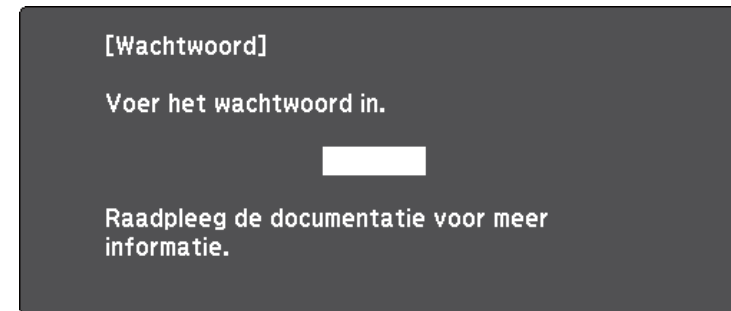 [Wachtwoord]
Voer het wachtwoord in.
Raadpleeg de documentatie voor meer
informatie.